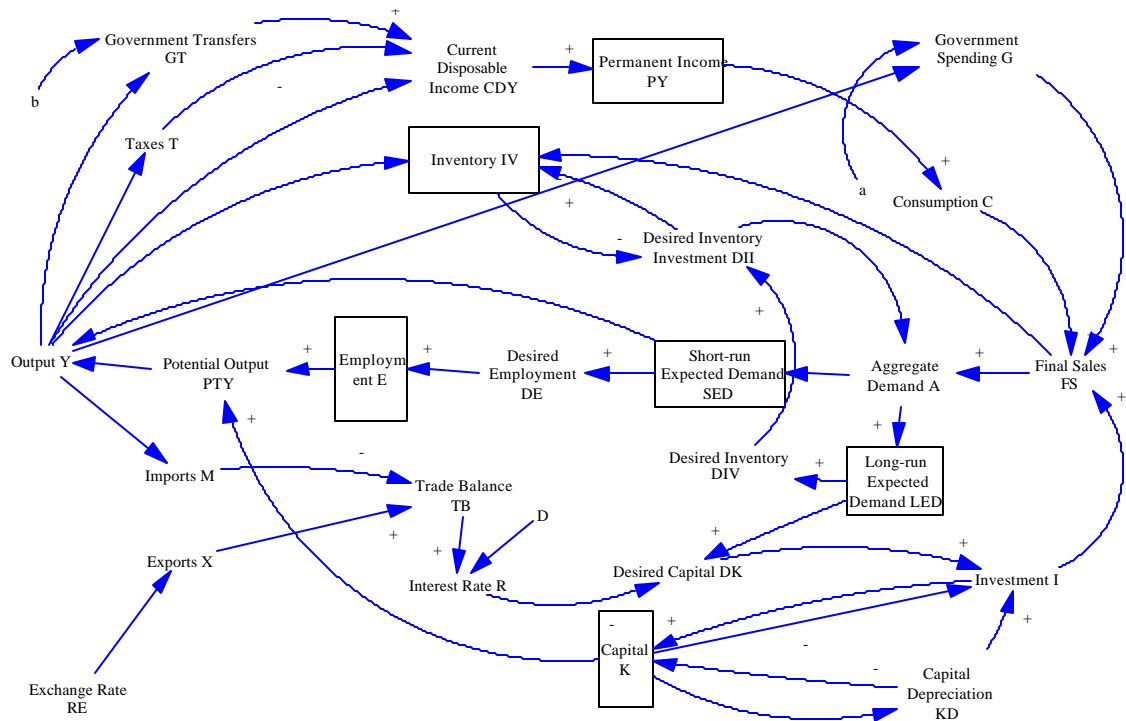 +
Government Transfers
GT
Current
Disposable
Income CDY
+
Permanent Income
PY
Government
Spending G
b
-
Taxes T
Inventory IV
-
+
+
a
Consumption C
-
Desired Inventory
Investment DII
+
Output Y
Potential Output
PTY
+
Employm
ent E
+
Desired
Employment
DE
+
Short-run
Expected Demand
SED
Aggregate
Demand A
+
Final Sales
FS
+
+
+
+
+
Desired Inventory
DIV
+
Long-run
Expected
Demand LED
Imports M
-
Trade Balance
TB
D
+
+
+
+
Exports X
Interest Rate R
Desired Capital DK
Investment I
-
+
Capital
K
-
-
+
Capital
Depreciation
KD
Exchange Rate
RE